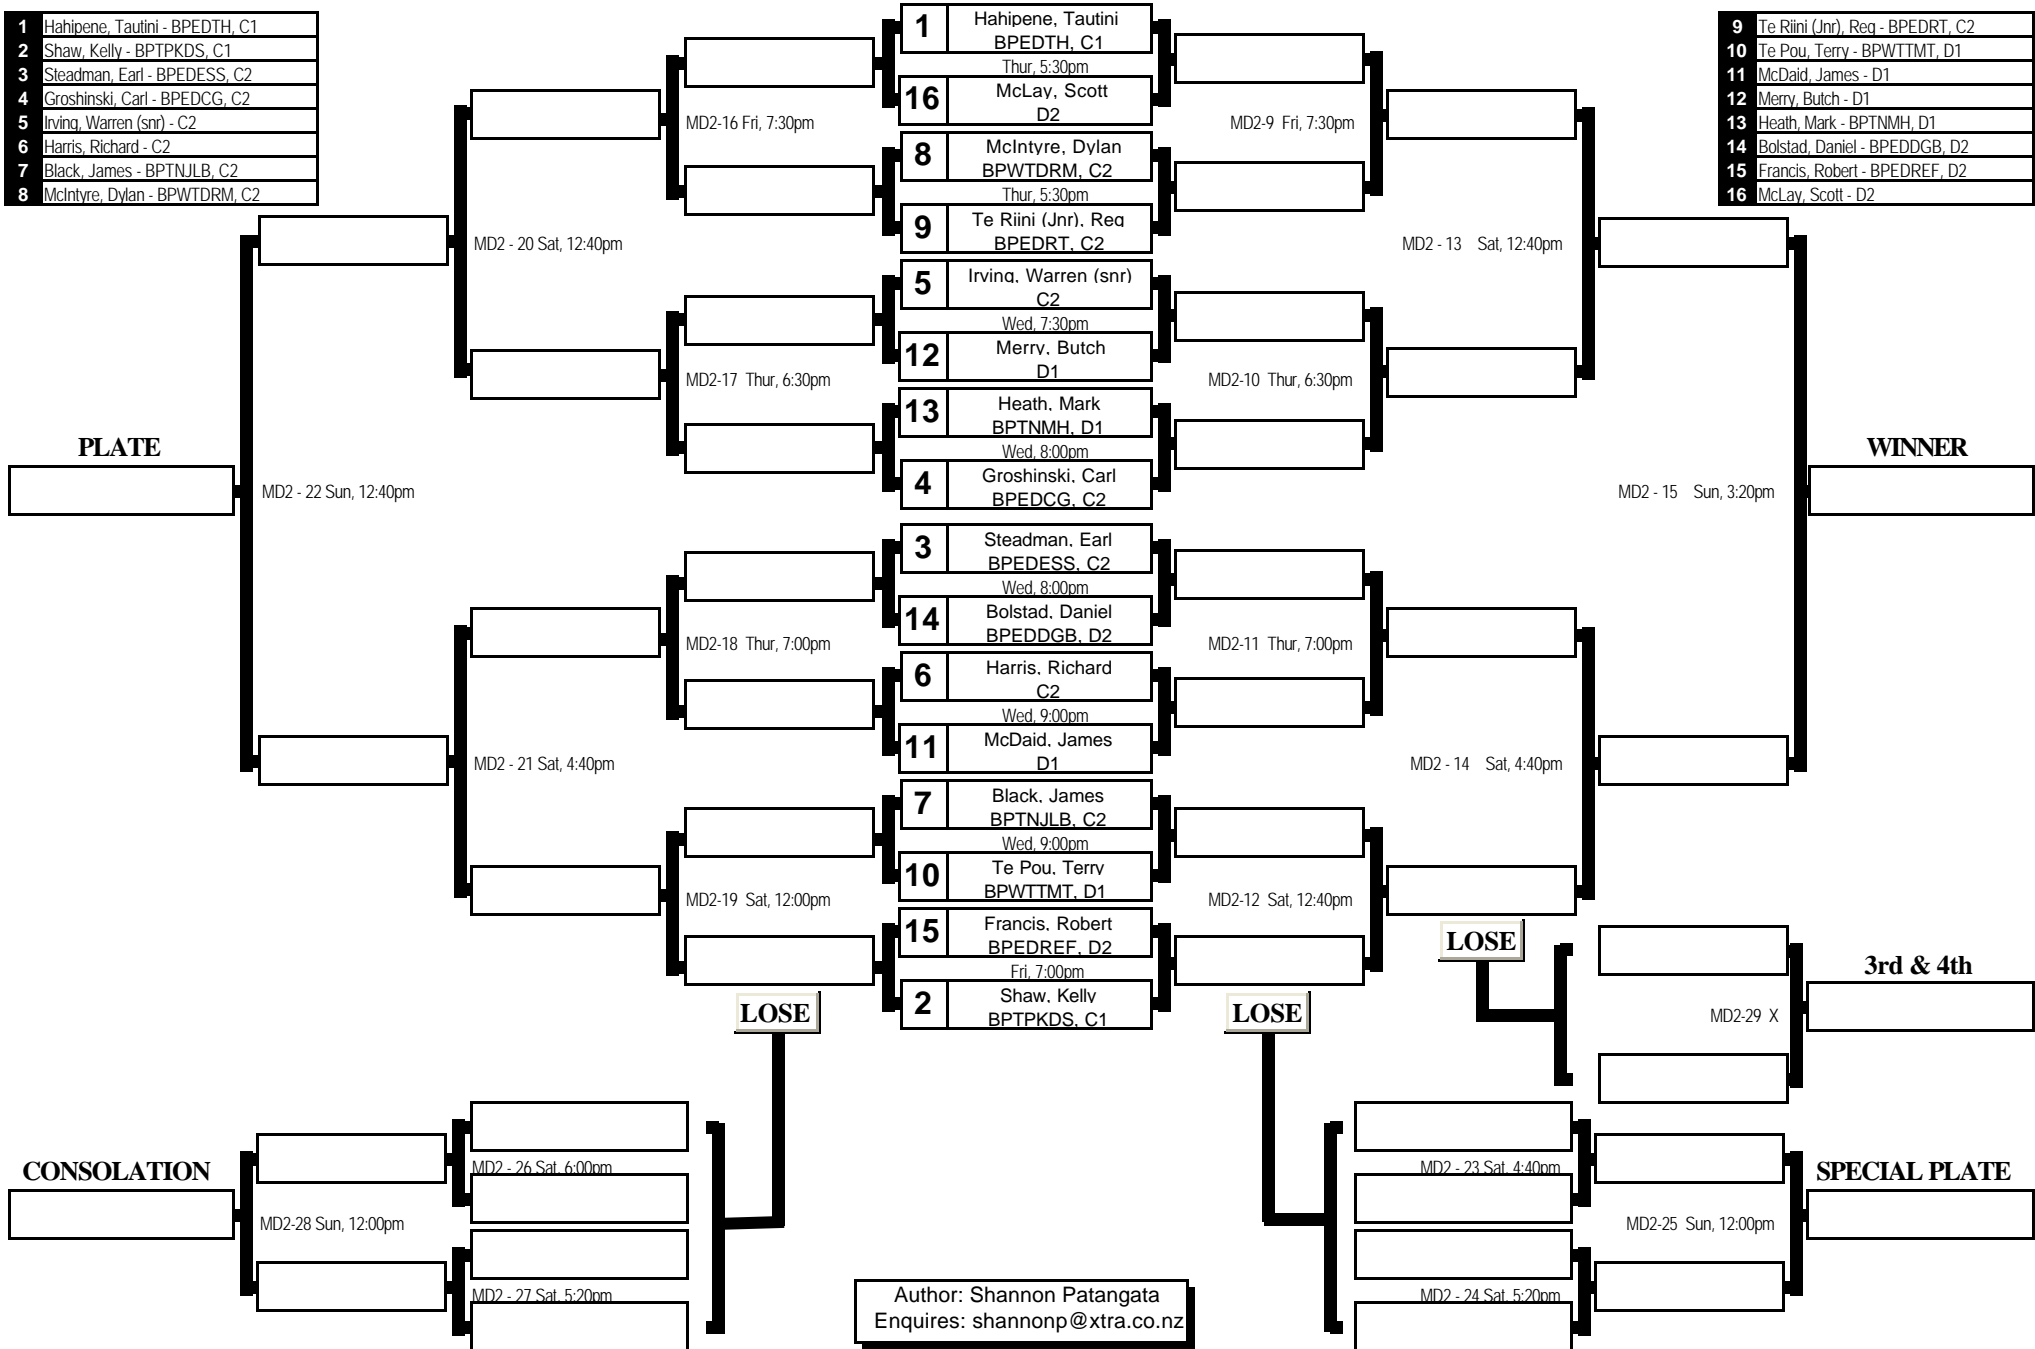 1 Hahipene, Tautini - BPEDTH, C1
2 Shaw, Kelly - BPTPKDS, C1
3 Steadman, Earl - BPEDESS, C2
4 Groshinski, Carl - BPEDCG, C2
5 Irving, Warren (snr) - C2
6 Harris, Richard - C2
7 Black, James - BPTNJLB, C2
8 McIntyre, Dylan - BPWTDRM, C2
9 Te Riini (Jnr), Reg - BPEDRT, C2
10 Te Pou, Terry - BPWTTMT, D1
11 McDaid, James - D1
12 Merry, Butch - D1
13 Heath, Mark - BPTNMH, D1
14 Bolstad, Daniel - BPEDDGB, D2
15 Francis, Robert - BPEDREF, D2
16 McLay, Scott - D2
1 Hahipene, Tautini
BPEDTH, C1
Thur, 5:30pm
16 McLay, Scott
D2
8 McIntyre, Dylan
BPWTDRM, C2
Thur, 5:30pm
9 Te Riini (Jnr), Reg
BPEDRT, C2
5 Irving, Warren (snr)
C2
Wed, 7:30pm
12 Merry, Butch
D1
13 Heath, Mark
BPTNMH, D1
Wed, 8:00pm
4 Groshinski, Carl
BPEDCG, C2
3 Steadman, Earl
BPEDESS, C2
Wed, 8:00pm
14 Bolstad, Daniel
BPEDDGB, D2
6 Harris, Richard
C2
Wed, 9:00pm
11 McDaid, James
D1
7 Black, James
BPTNJLB, C2
Wed, 9:00pm
10 Te Pou, Terry
BPWTTMT, D1
15 Francis, Robert
BPEDREF, D2
Fri, 7:00pm
2 Shaw, Kelly
BPTPKDS, C1
MD2-16 Fri, 7:30pm
MD2-17 Thur, 6:30pm
MD2-18 Thur, 7:00pm
MD2-19 Sat, 12:00pm
MD2 - 20 Sat, 12:40pm
MD2 - 21 Sat, 4:40pm
PLATE
MD2 - 22 Sun, 12:40pm
MD2-9 Fri, 7:30pm
MD2-10 Thur, 6:30pm
MD2-11 Thur, 7:00pm
MD2-12 Sat, 12:40pm
MD2 - 13 Sat, 12:40pm
MD2 - 14 Sat, 4:40pm
WINNER
MD2 - 15 Sun, 3:20pm
LOSE
3rd & 4th
MD2-29 X
LOSE
LOSE
CONSOLATION
MD2 - 26 Sat, 6:00pm
MD2-28 Sun, 12:00pm
MD2 - 27 Sat, 5:20pm
MD2 - 23 Sat, 4:40pm
SPECIAL PLATE
MD2-25 Sun, 12:00pm
MD2 - 24 Sat, 5:20pm
Author: Shannon Patangata
Enquires: shannonp@xtra.co.nz